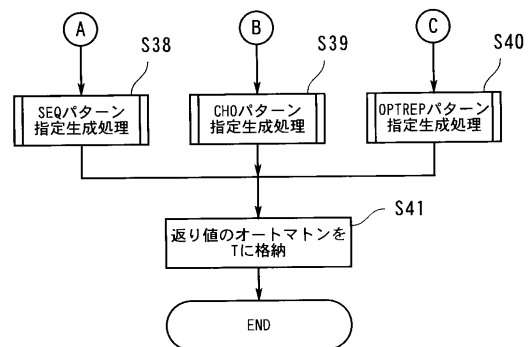 A
B
C
S38
S39
S40
SEQパターン
指定生成処理
CHOパターン
指定生成処理
OPTREPパターン
指定生成処理
S41
返り値のオートマトンを
Tに格納
END